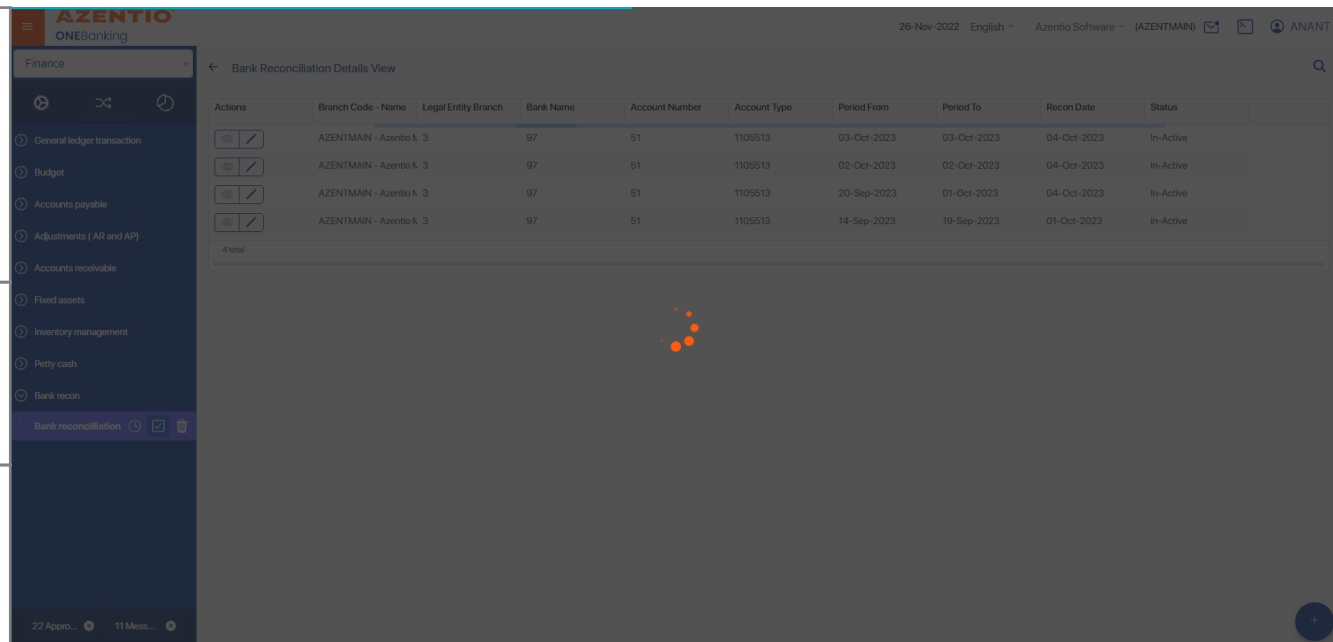 AZENTIO
ONEBanking
26-Nov-2022 English Azentio Software (AZENTMAIN) ANANT
Finance
Bank Reconciliation Details View
Actions Branch Code - Name Legal Entity Branch Bank Name Account Number Account Type Period From Period To Recon Date Status
AZENTMAIN - Azentio M 3 97 51 1105513 03-Oct-2023 03-Oct-2023 04-Oct-2023 In-Active
AZENTMAIN - Azentio M 3 97 51 1105513 02-Oct-2023 02-Oct-2023 04-Oct-2023 In-Active
AZENTMAIN - Azentio M 3 97 51 1105513 20-Sep-2023 01-Oct-2023 04-Oct-2023 In-Active
AZENTMAIN - Azentio M 3 97 51 1105513 14-Sep-2023 19-Sep-2023 01-Oct-2023 In-Active
4 total
General ledger transaction
Budget
Accounts payable
Adjustments ( AR and AP)
Accounts receivable
Fixed assets
Inventory management
Petty cash
Bank recon
Bank reconcilliation
22 Appro... 11 Mess...